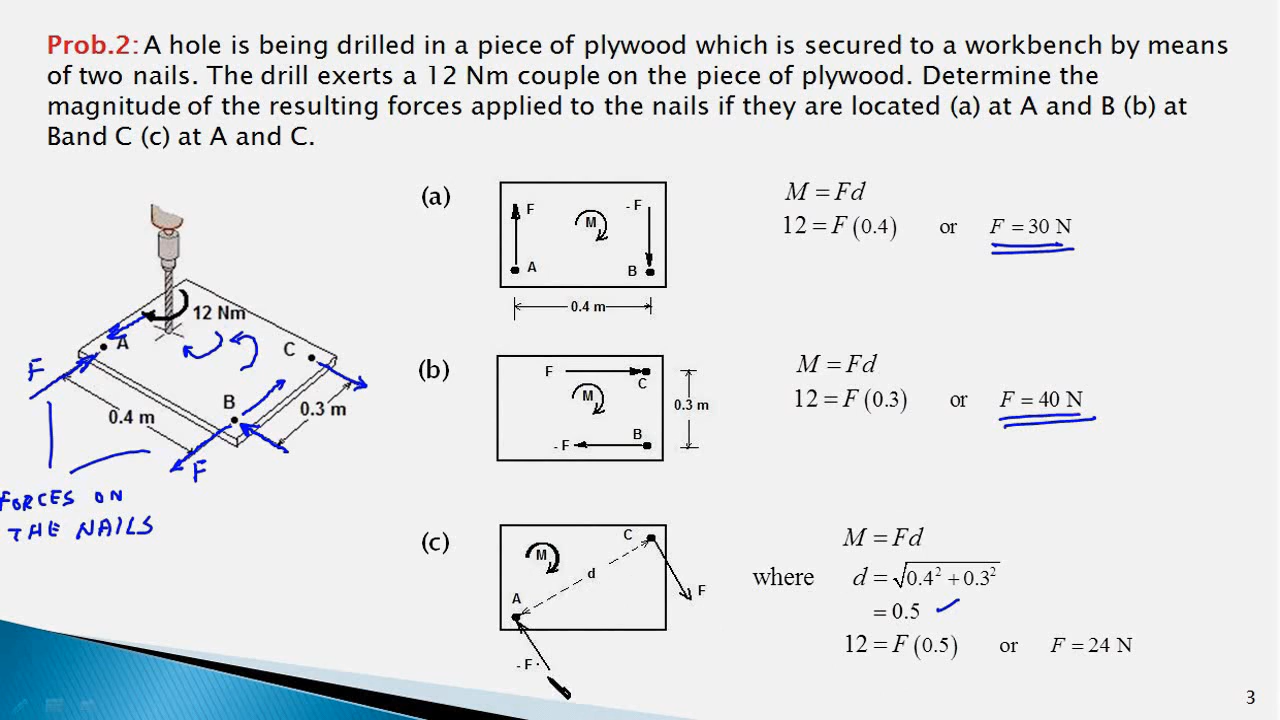 Prob.2: A hole is being drilled in a piece of plywood which is secured to a workbench by means
of two nails. The drill exerts a 12 Nm couple on the piece of plywood. Determine the
magnitude of the resulting forces applied to the nails if they are located (a) at A and B (b) at
Band C (c) at A and C.
12 Nm
A
C
B
F
0.4 m
0.3 m
F
FORCES ON
THE NAILS
(a)
F
M
- F
A
B
0.4 m
M = Fd
12 = F(0.4) or F = 30 N
(b)
F
C
M
0.3 m
B
- F
M = Fd
12 = F(0.3) or F = 40 N
(c)
C
M
d
F
A
- F
M = Fd
where d = √0.4² + 0.3²
= 0.5
12 = F(0.5) or F = 24 N
3